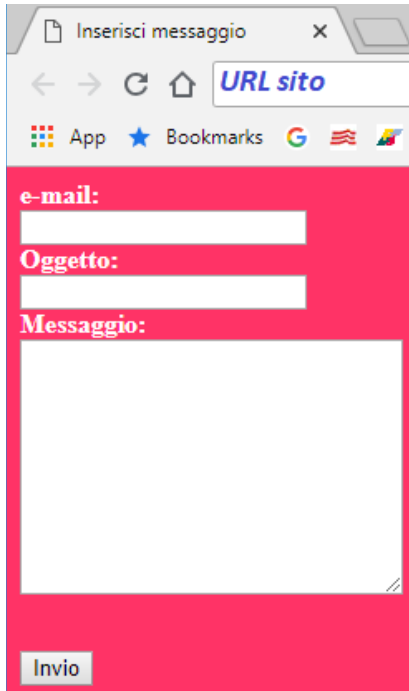 Inserisci messaggio
URL sito
App Bookmarks G
e-mail:
Oggetto:
Messaggio:
Invio